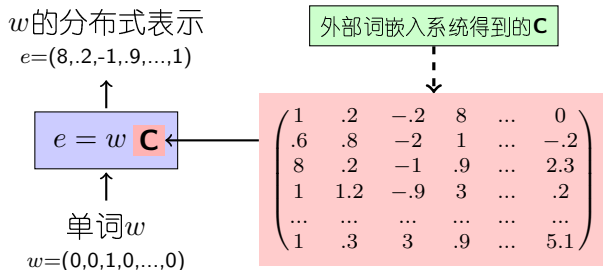 w的分布式表示
e=(8,.2,-1,.9,...,1)
外部词嵌入系统得到的C
e = w C
1 .2 −.2 8 ... 0
.6 .8 −2 1 ... −.2
8 .2 −1 .9 ... 2.3
1 1.2 −.9 3 ... .2
... ... ... ... ... ...
1 .3 3 .9 ... 5.1
单词w
w=(0,0,1,0,...,0)